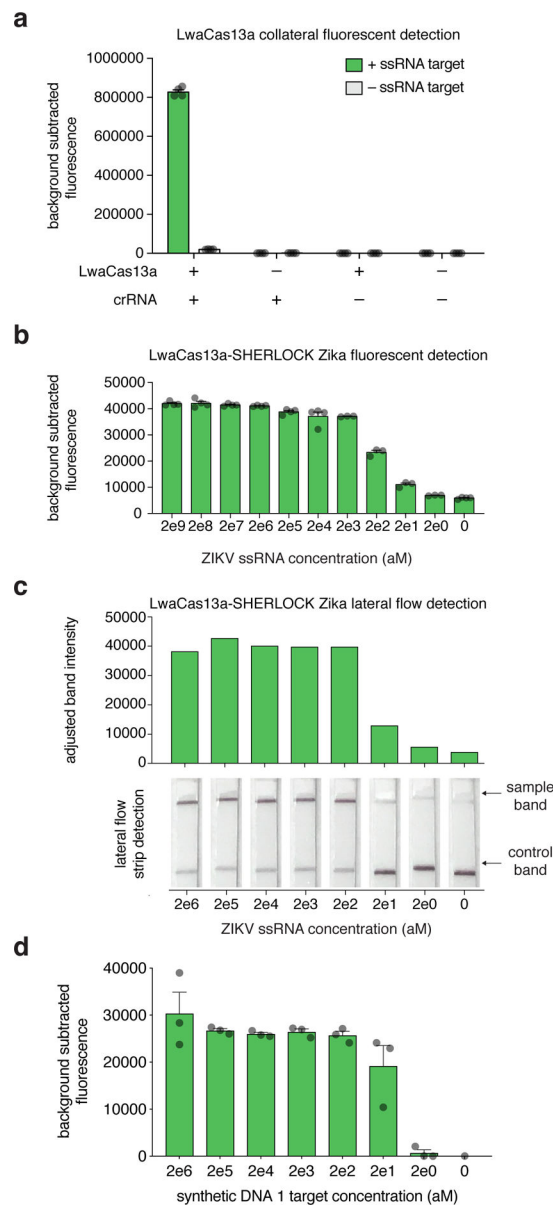 a
LwaCas13a collateral fluorescent detection
background subtracted
fluorescence
1000000
800000
600000
400000
200000
0
+ ssRNA target
– ssRNA target
LwaCas13a + – + –
crRNA + + – –
b
LwaCas13a-SHERLOCK Zika fluorescent detection
background subtracted
fluorescence
50000
40000
30000
20000
10000
0
2e9 2e8 2e7 2e6 2e5 2e4 2e3 2e2 2e1 2e0 0
ZIKV ssRNA concentration (aM)
c
LwaCas13a-SHERLOCK Zika lateral flow detection
adjusted band intensity
50000
40000
30000
20000
10000
0
lateral flow
strip detection
sample
band
control
band
2e6 2e5 2e4 2e3 2e2 2e1 2e0 0
ZIKV ssRNA concentration (aM)
d
background subtracted
fluorescence
40000
30000
20000
10000
0
2e6 2e5 2e4 2e3 2e2 2e1 2e0 0
synthetic DNA 1 target concentration (aM)